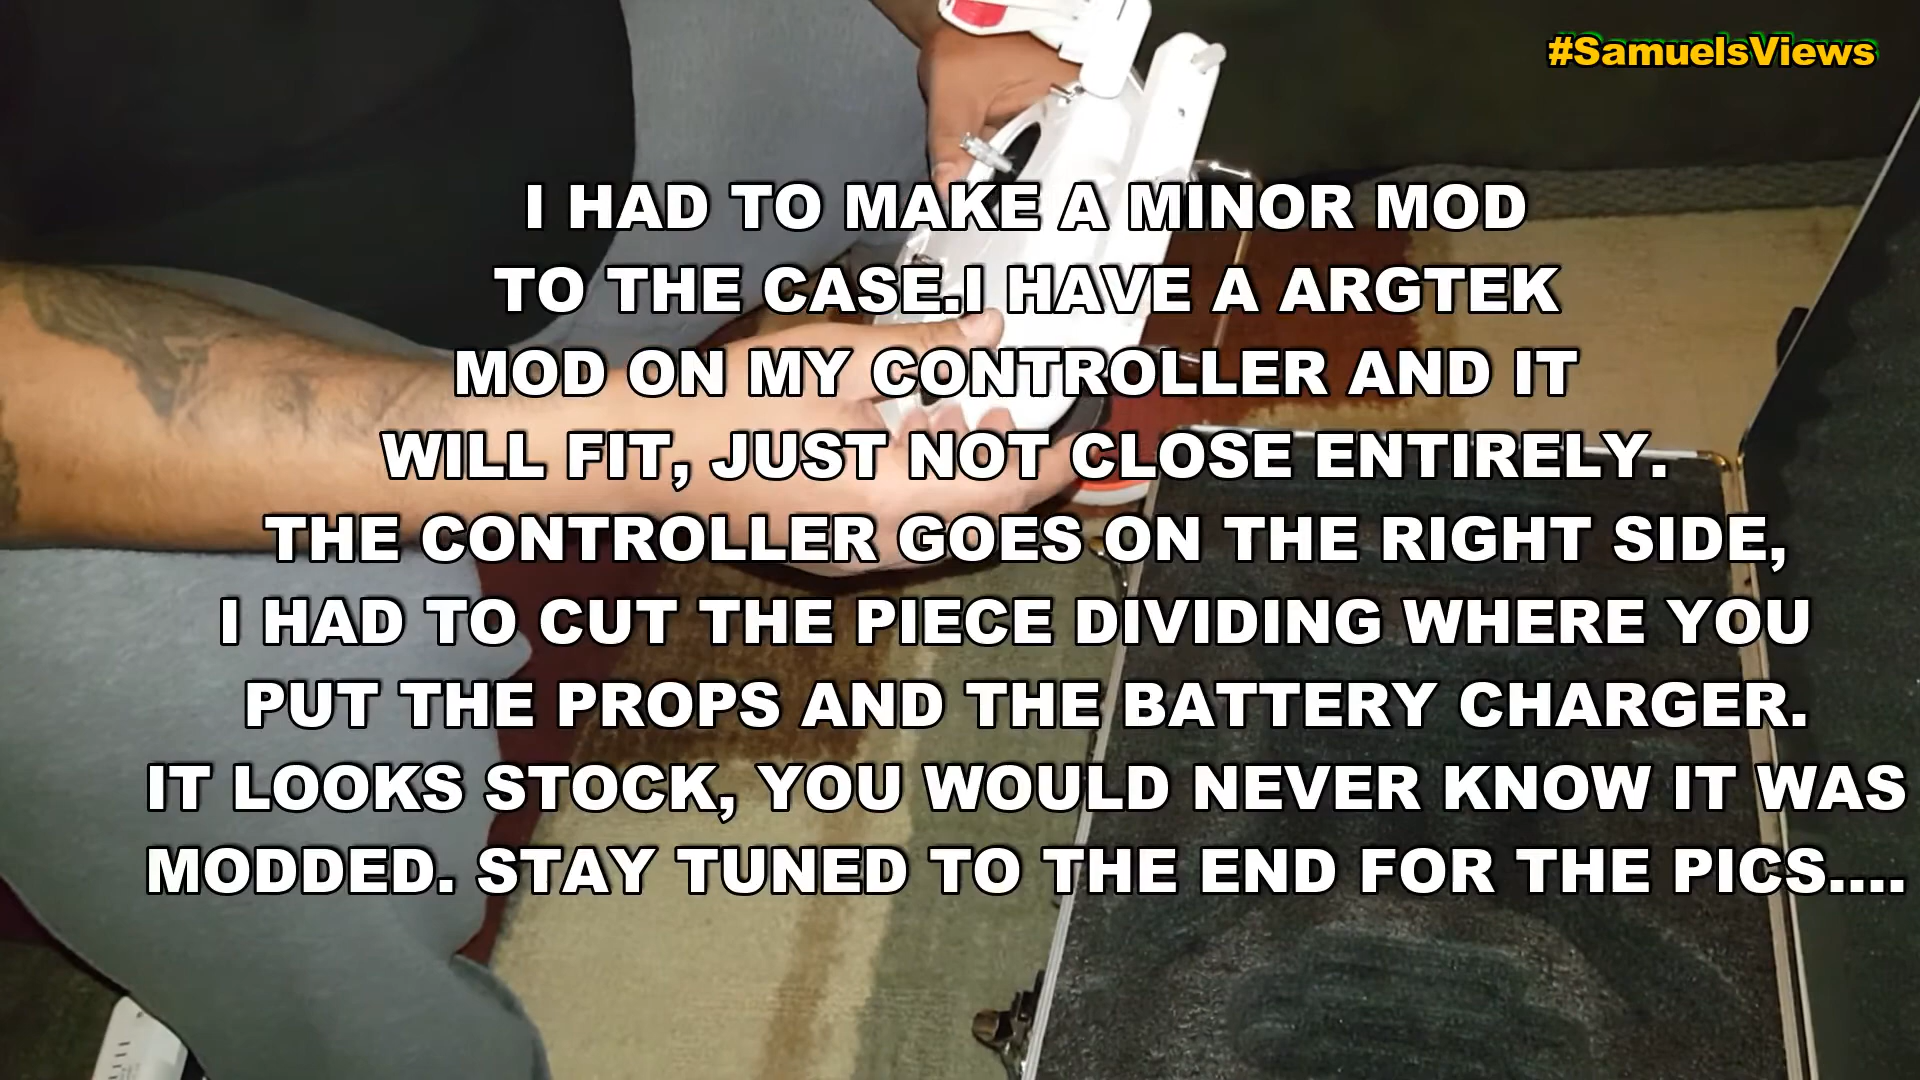 #SamuelsViews
I HAD TO MAKE A MINOR MOD
TO THE CASE.I HAVE A ARGTEK
MOD ON MY CONTROLLER AND IT
WILL FIT, JUST NOT CLOSE ENTIRELY.
THE CONTROLLER GOES ON THE RIGHT SIDE,
I HAD TO CUT THE PIECE DIVIDING WHERE YOU
PUT THE PROPS AND THE BATTERY CHARGER.
IT LOOKS STOCK, YOU WOULD NEVER KNOW IT WAS
MODDED. STAY TUNED TO THE END FOR THE PICS....